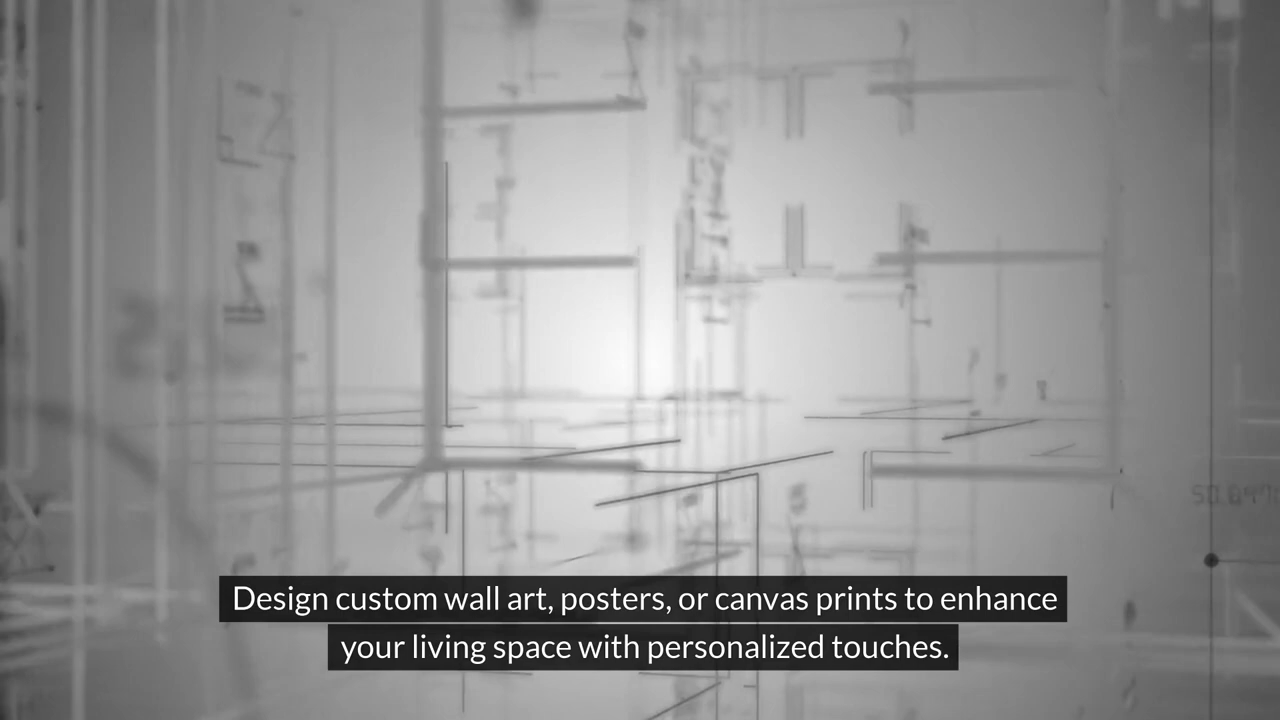 Design custom wall art, posters, or canvas prints to enhance
your living space with personalized touches.